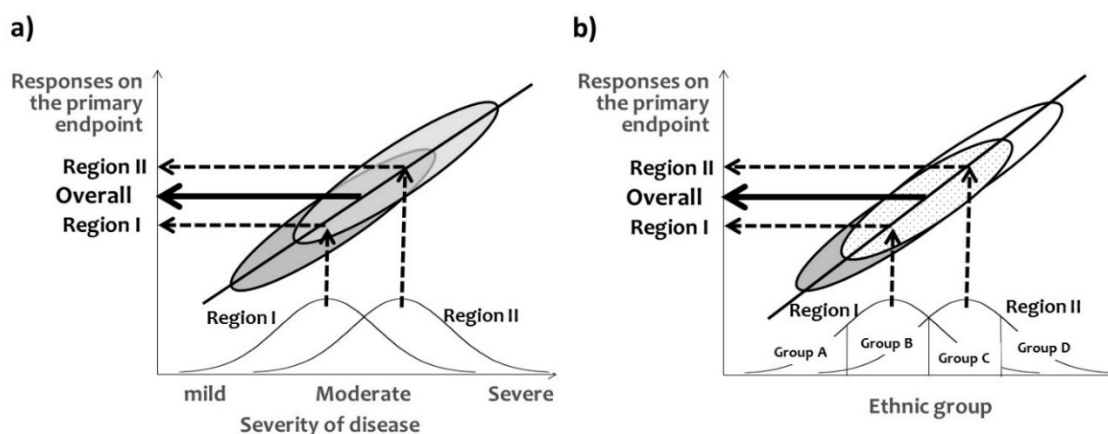 a)
Responses on
the primary
endpoint
Region II
Overall
Region I
Region I
Region II
mild Moderate Severe
Severity of disease
b)
Responses on
the primary
endpoint
Region II
Overall
Region I
Region I
Region II
Group A Group B Group C Group D
Ethnic group